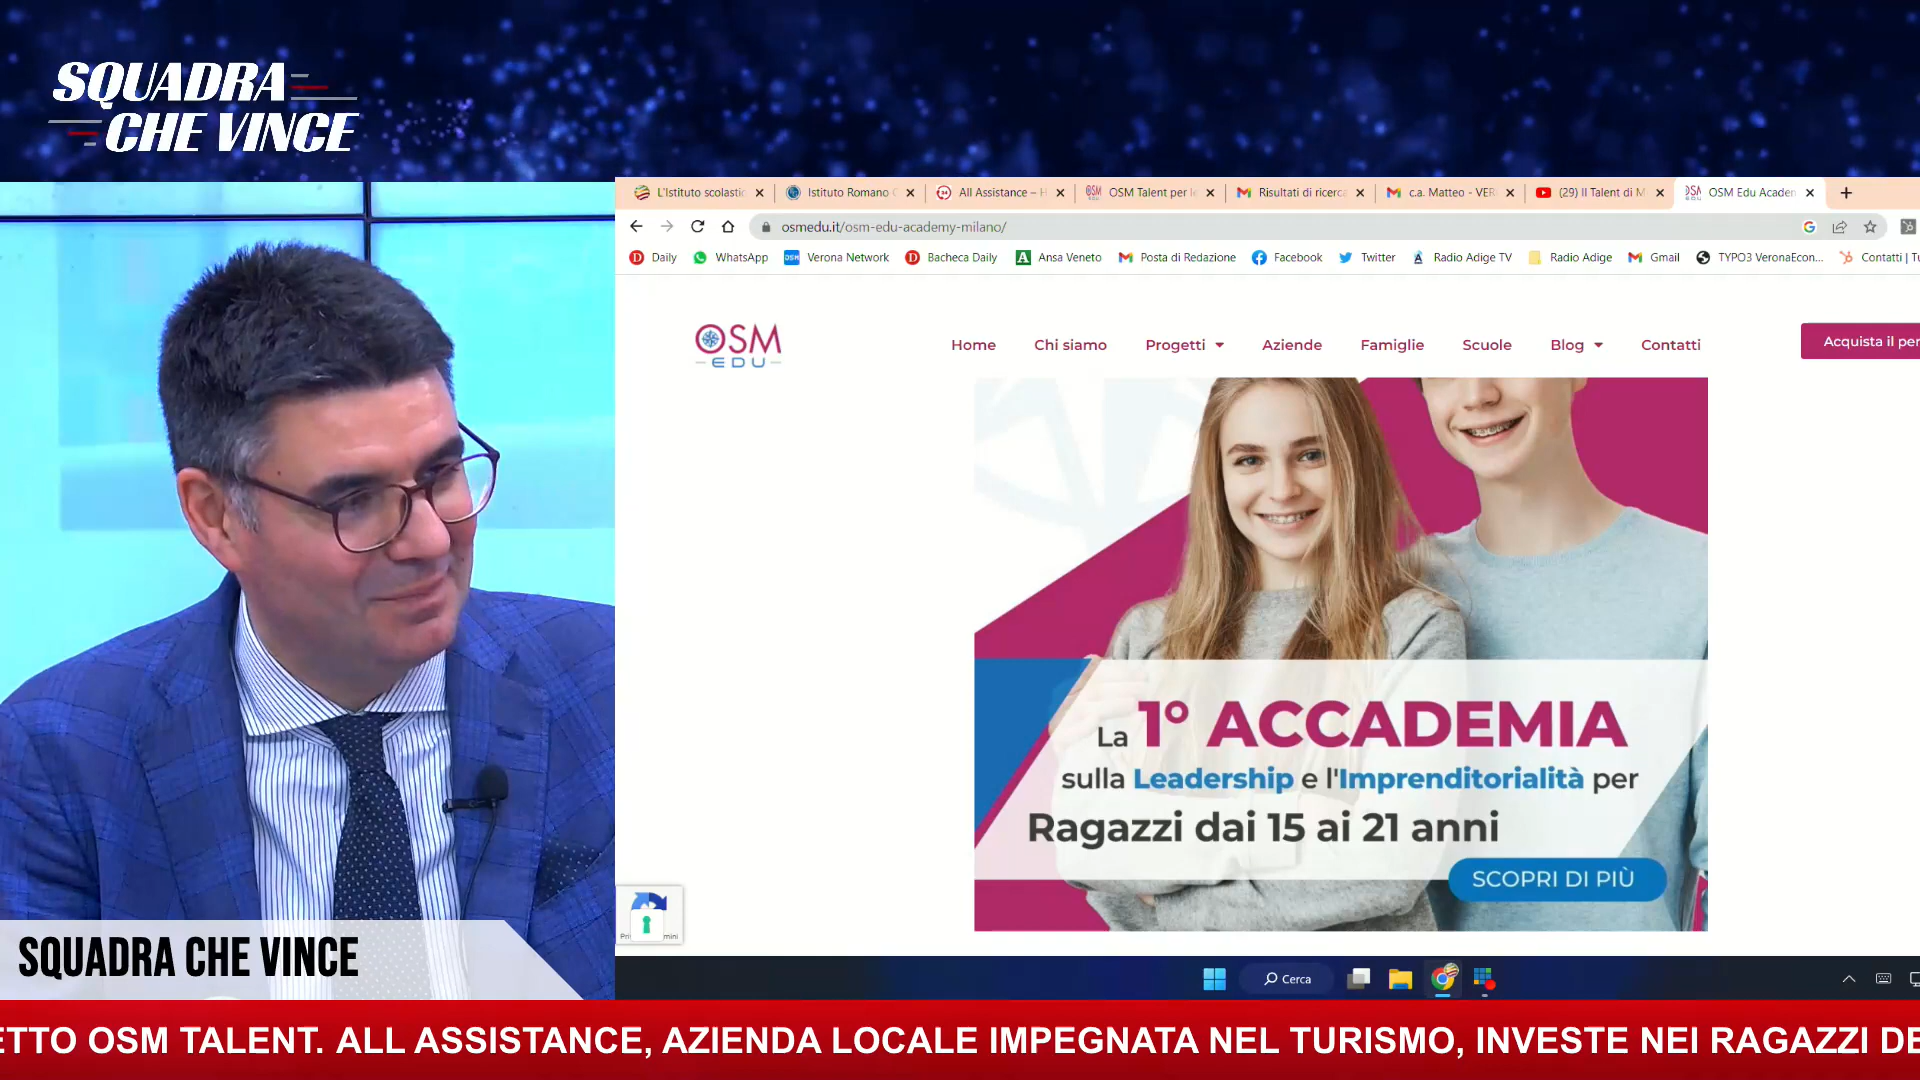 SQUADRA
CHE VINCE
L'Istituto scolasti
Istituto Romano
All Assistance – H
OSM Talent per le
Risultati di ricerca
c.a. Matteo - VER
(29) Il Talent di M
OSM Edu Academ
osmedu.it/osm-edu-academy-milano/
Daily
WhatsApp
Verona Network
Bacheca Daily
Ansa Veneto
Posta di Redazione
Facebook
Twitter
Radio Adige TV
Radio Adige
Gmail
TYPO3 VeronaEcon...
Contatti | Tu
OSM
EDU
Home
Chi siamo
Progetti
Aziende
Famiglie
Scuole
Blog
Contatti
Acquista il per
La 1° ACCADEMIA
sulla Leadership e l'Imprenditorialità per
Ragazzi dai 15 ai 21 anni
SCOPRI DI PIÙ
SQUADRA CHE VINCE
Cerca
ETTO OSM TALENT. ALL ASSISTANCE, AZIENDA LOCALE IMPEGNATA NEL TURISMO, INVESTE NEI RAGAZZI DE